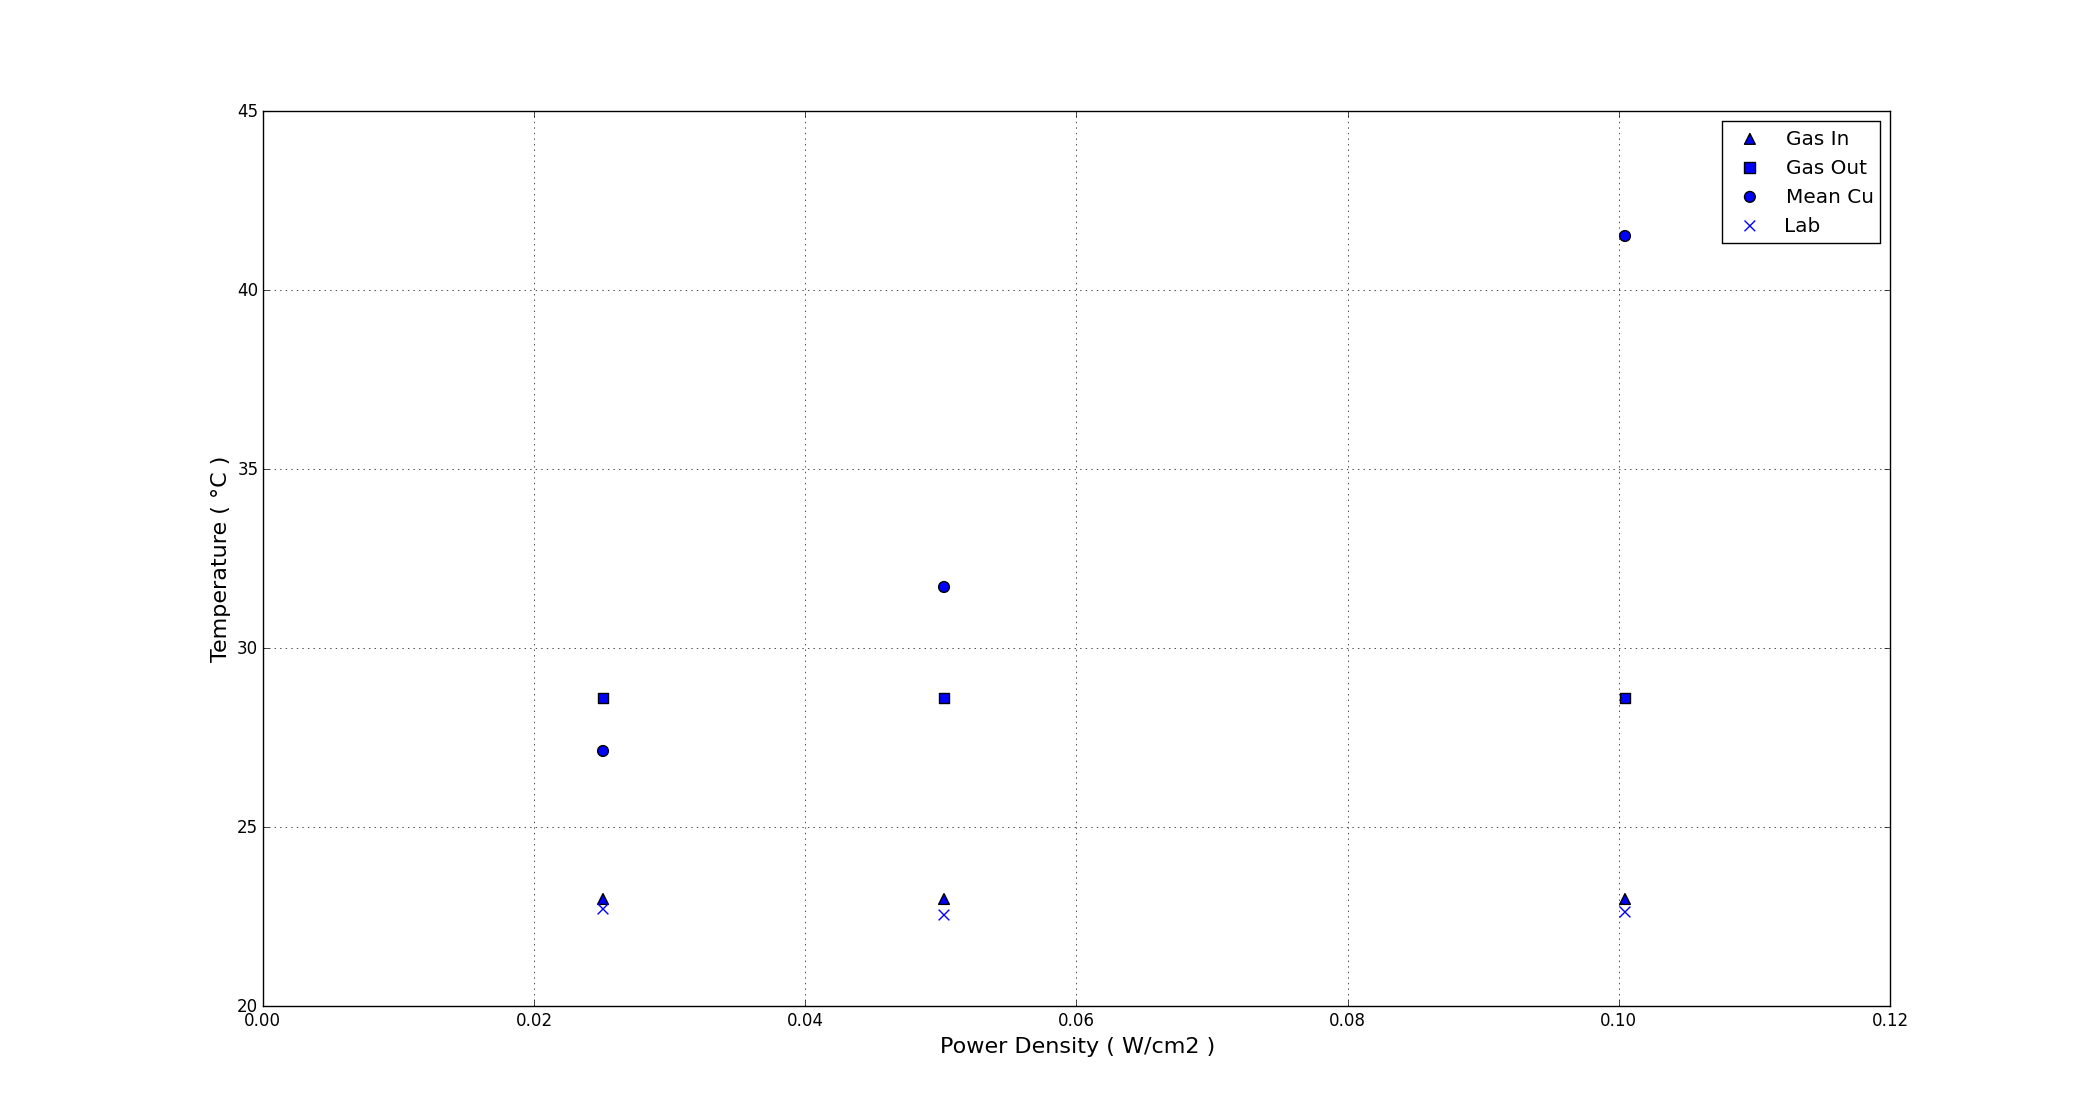 45
40
35
30
25
20
Temperature ( °C )
Gas In
Gas Out
Mean Cu
Lab
0.00 0.02 0.04 0.06 0.08 0.10 0.12
Power Density ( W/cm2 )